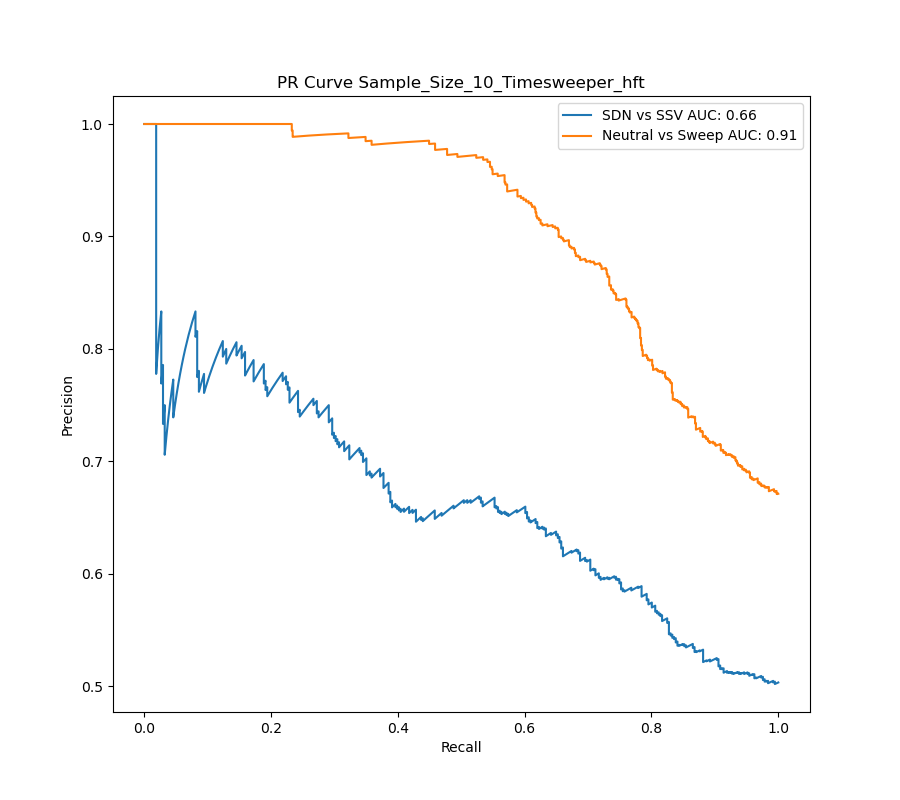 PR Curve Sample_Size_10_Timesweeper_hft
SDN vs SSV AUC: 0.66
Neutral vs Sweep AUC: 0.91
1.0
0.9
0.8
0.7
0.6
0.5
Precision
0.0 0.2 0.4 0.6 0.8 1.0
Recall